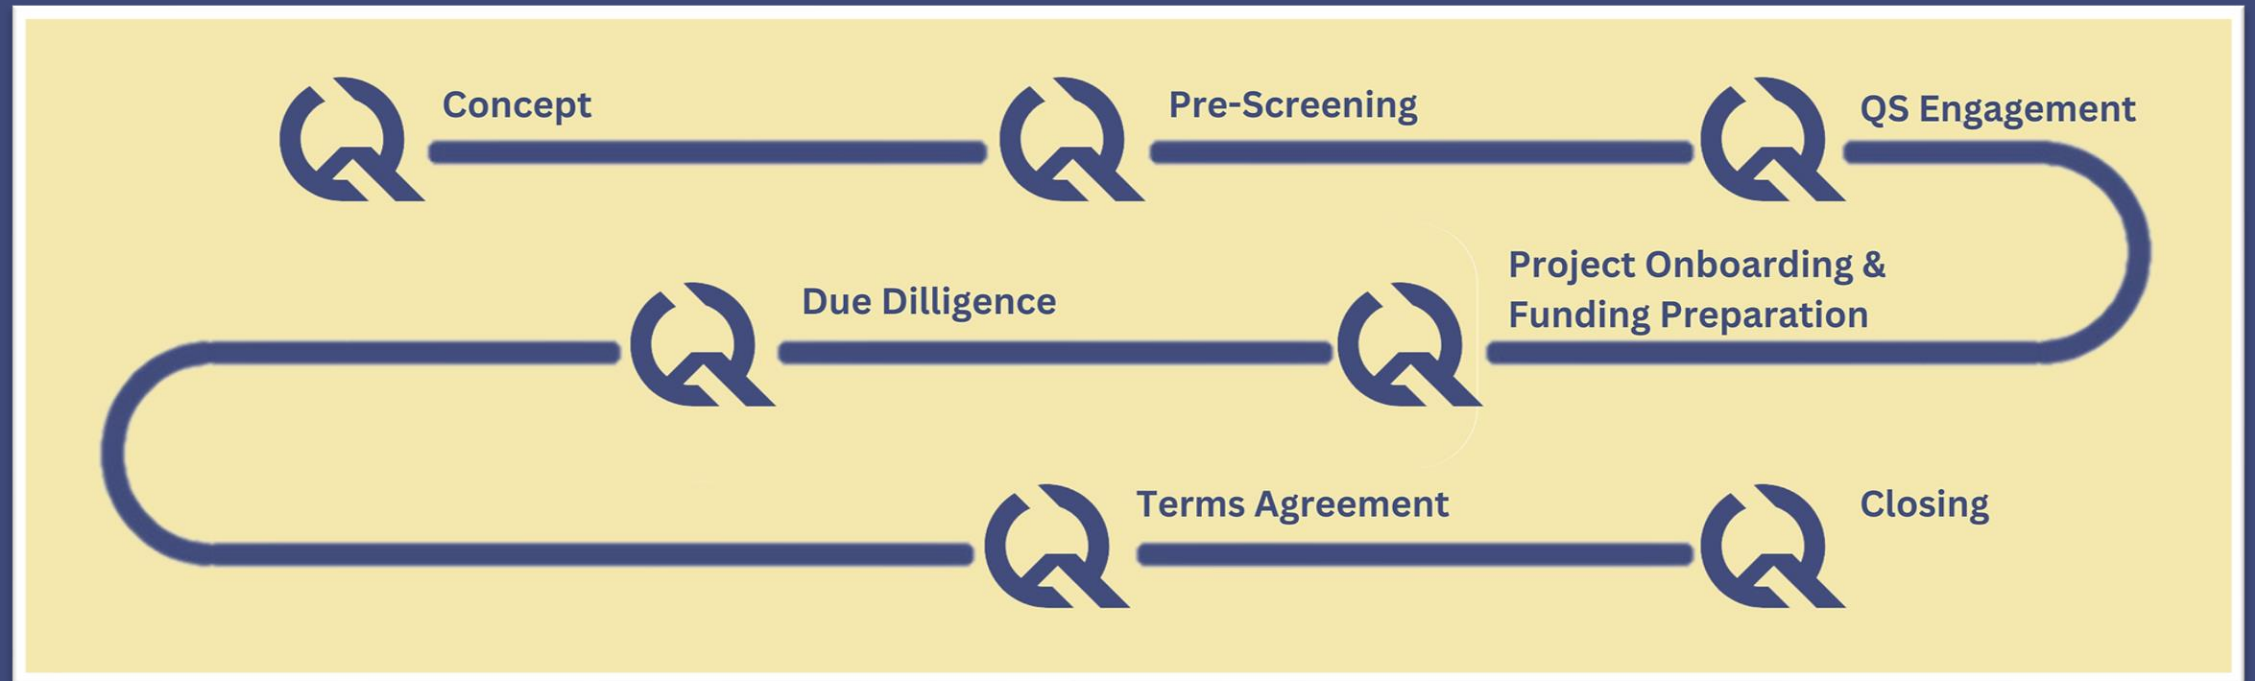 Concept
Pre-Screening
QS Engagement
Project Onboarding &
Funding Preparation
Due Dilligence
Terms Agreement
Closing